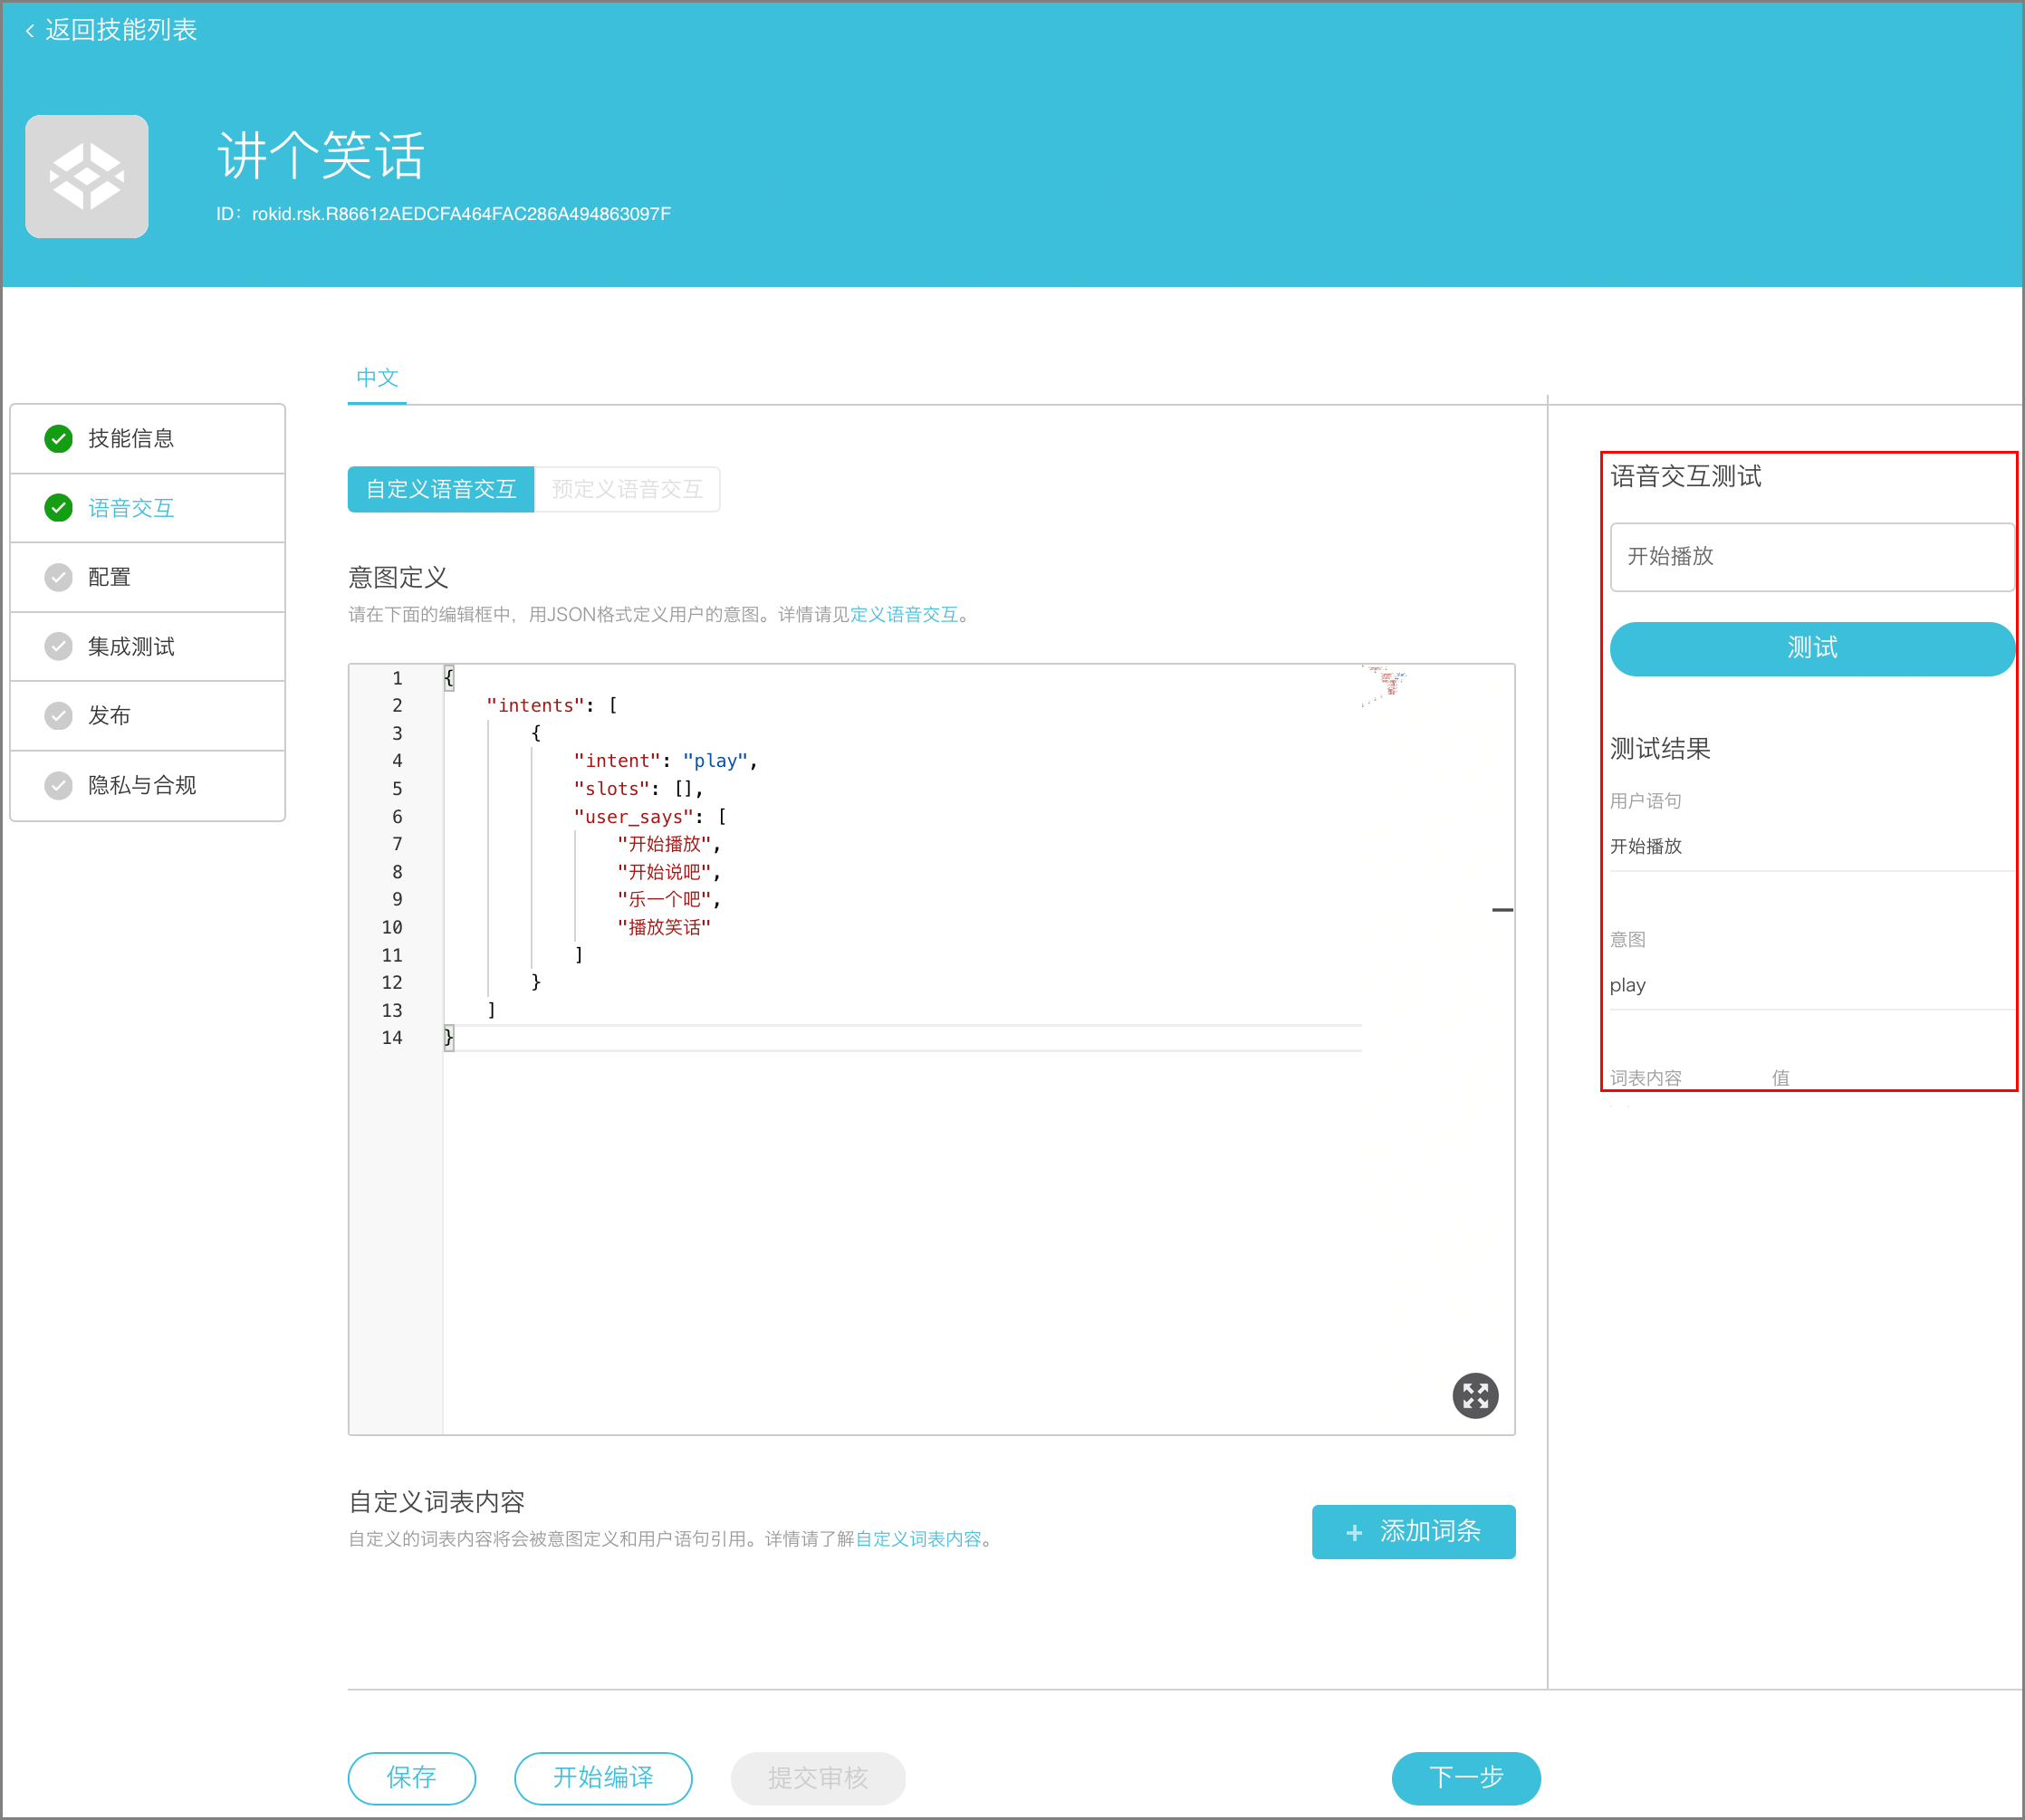 返回技能列表
讲个笑话
ID：rokid.rsk.R86612AEDCFA464FAC286A494863097F
技能信息
语音交互
配置
集成测试
发布
隐私与合规
中文
自定义语音交互 预定义语音交互
意图定义
请在下面的编辑框中，用JSON格式定义用户的意图。详情请见定义语音交互。
1 {
2 "intents": [
3 {
4 "intent": "play",
5 "slots": [],
6 "user_says": [
7 "开始播放",
8 "开始说吧",
9 "乐一个吧",
10 "播放笑话"
11 ]
12 }
13 ]
14 }
自定义词表内容
自定义的词表内容将会被意图定义和用户语句引用。详情请了解自定义词表内容。
+ 添加词条
语音交互测试
开始播放
测试
测试结果
用户语句
开始播放
意图
play
词表内容 值
保存 开始编译 提交审核 下一步